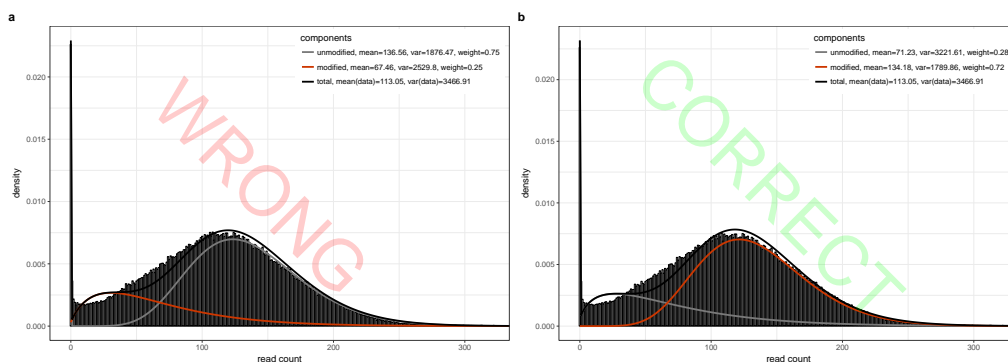 a
components
unmodified, mean=136.56, var=1876.47, weight=0.75
modified, mean=67.46, var=2529.8, weight=0.25
total, mean(data)=113.05, var(data)=3466.91
WRONG
density
0.020
0.015
0.010
0.005
0.000
0 100 200 300
read count
b
components
unmodified, mean=71.23, var=3221.61, weight=0.28
modified, mean=134.18, var=1789.86, weight=0.72
total, mean(data)=113.05, var(data)=3466.91
CORRECT
density
0.020
0.015
0.010
0.005
0.000
0 100 200 300
read count